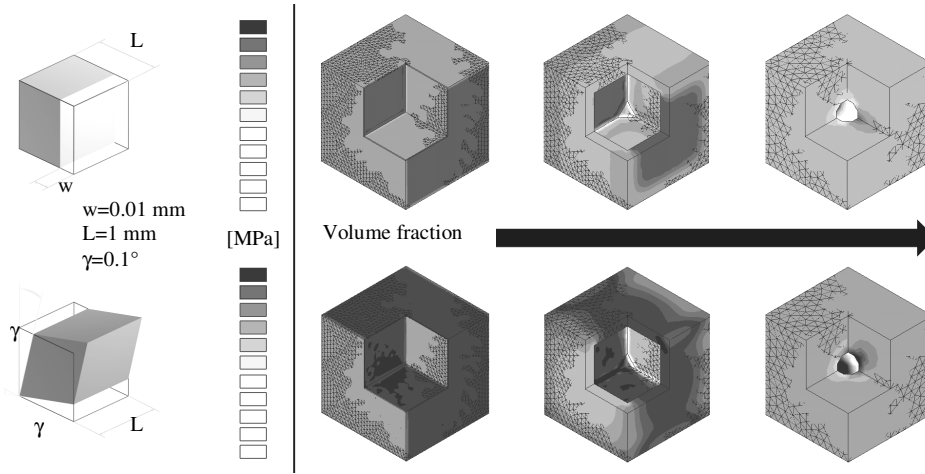 L
w
w=0.01 mm
L=1 mm
γ=0.1°
[MPa]
Volume fraction
γ
γ
L